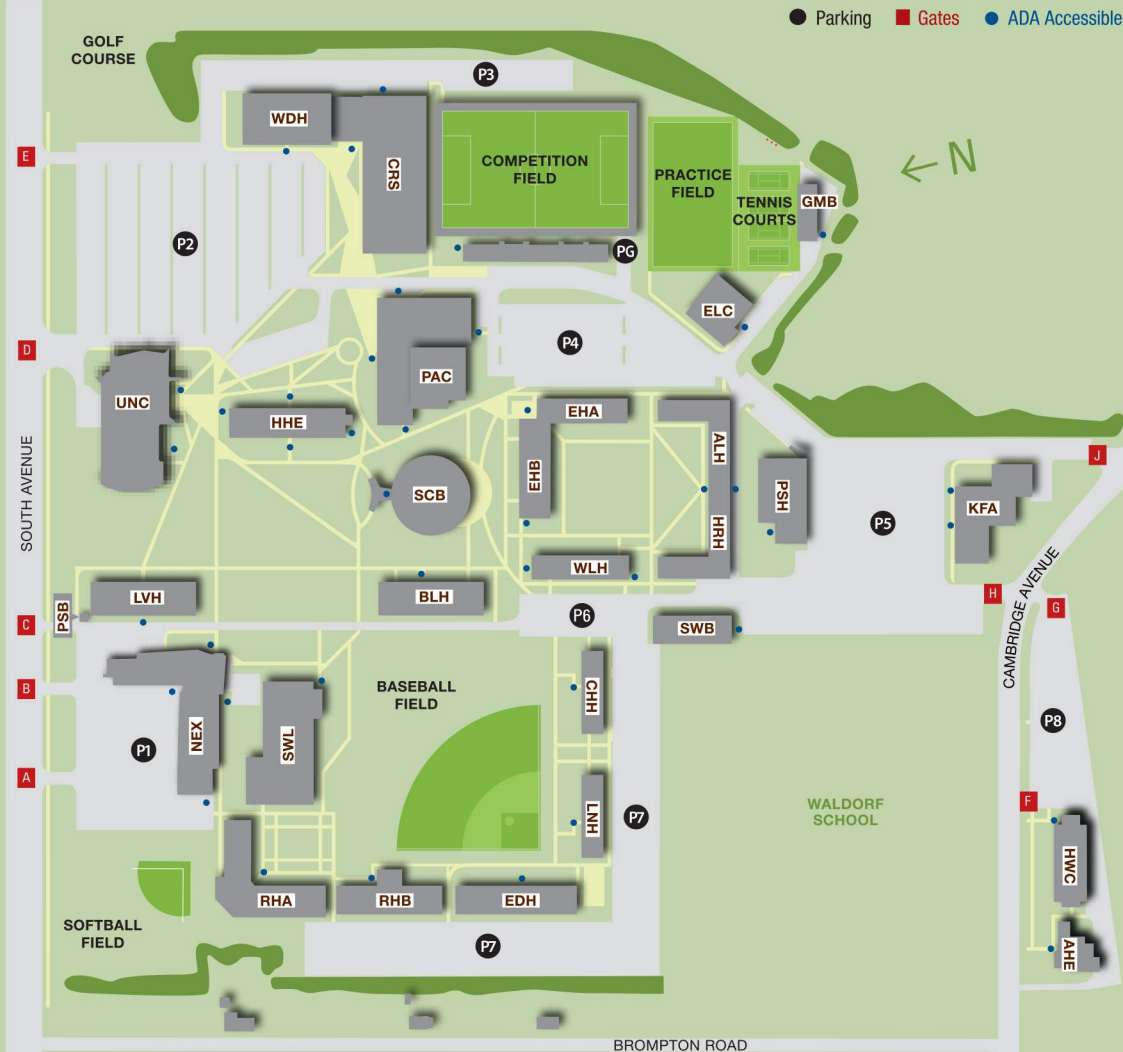 Parking Gates ADA Accessible
GOLF
COURSE
P3
WDH
CRS
COMPETITION
FIELD
PRACTICE
FIELD
TENNIS
COURTS
GMB
N
E
P2
PG
ELC
D
P4
UNC
PAC
HHE
EHA
BHB
ALH
HRH
PSH
J
SOUTH AVENUE
SCB
P5
KFA
WLH
LVH
BLH
PSB
C
P6
SWB
H
G
CAMBRIDGE AVENUE
B
BASEBALL
FIELD
CHH
P8
NEX
P1
SWL
A
LNH
P7
WALDORF
SCHOOL
F
HWC
RHA
RHB
EDH
SOFTBALL
FIELD
P7
AHE
BROMPTON ROAD